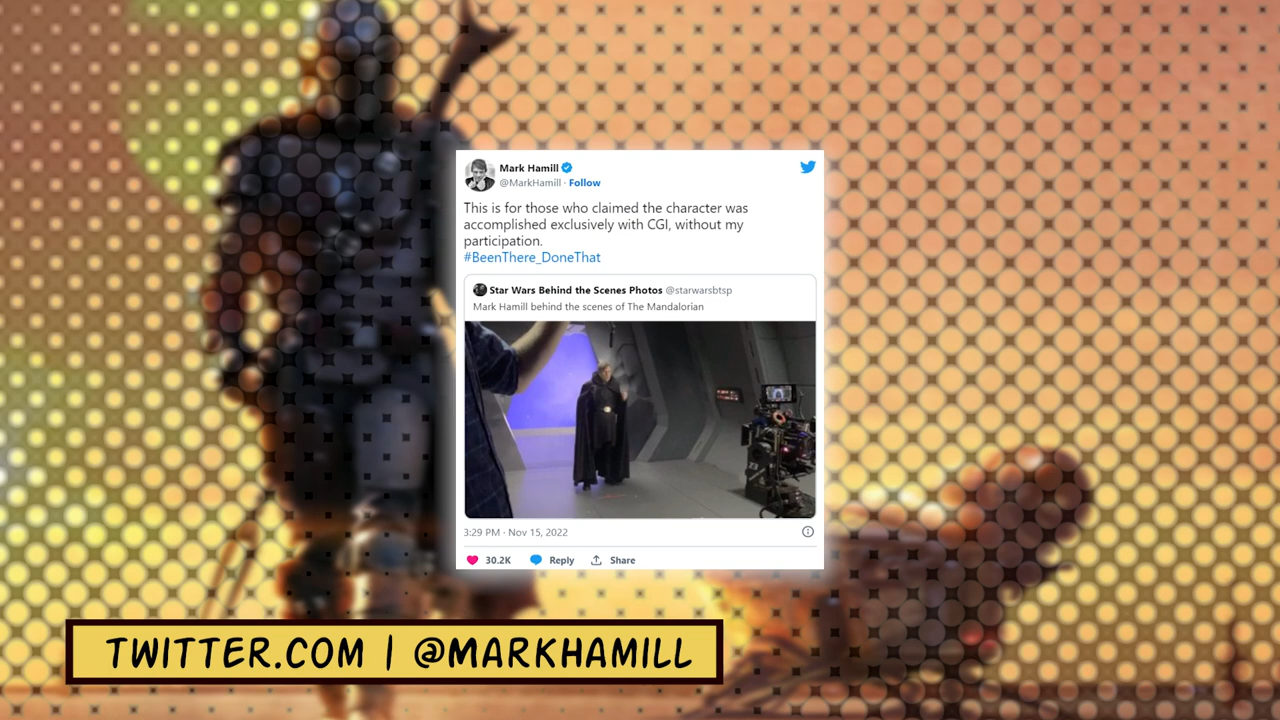 Mark Hamill
@MarkHamill · Follow
This is for those who claimed the character was
accomplished exclusively with CGI, without my
participation.
#BeenThere_DoneThat
Star Wars Behind the Scenes Photos @starwarsbtsp
Mark Hamill behind the scenes of The Mandalorian
3:29 PM · Nov 15, 2022
30.2K Reply Share
TWITTER.COM | @MARKHAMILL